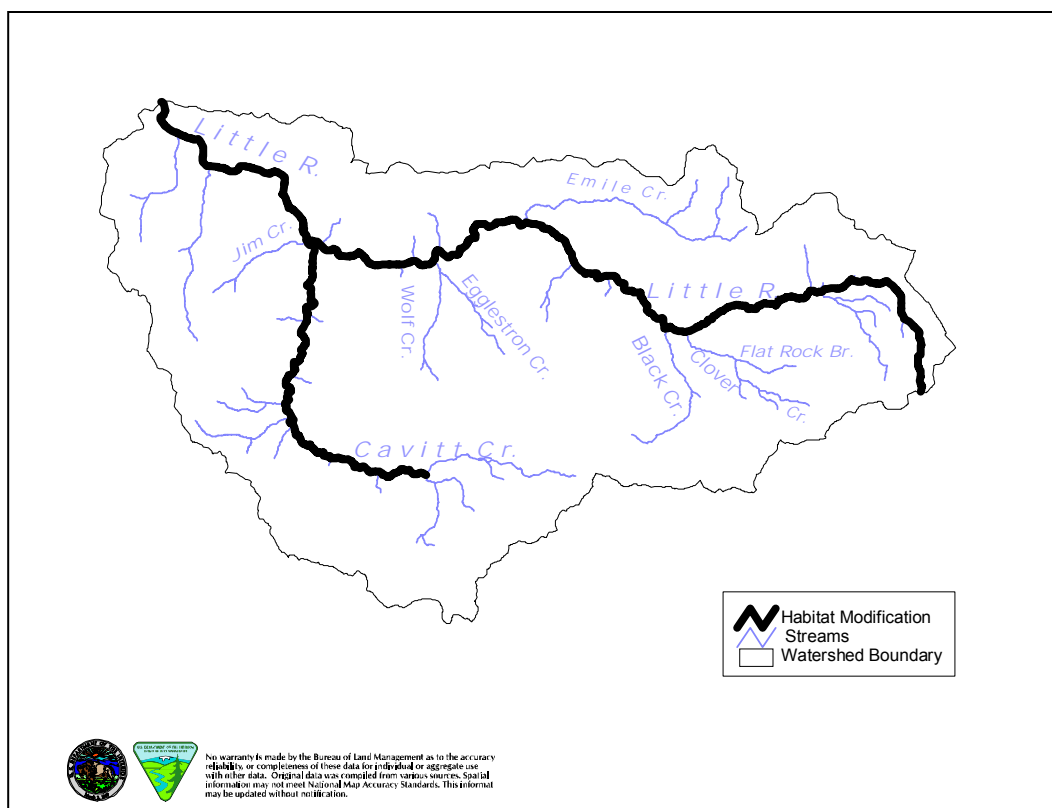 Little R.
Emile Cr.
Jim Cr.
Wolf Cr.
Egglestron Cr.
Little R.
Black Cr.
Clover Cr.
Flat Rock Br.
Cavitt Cr.
Habitat Modification
Streams
Watershed Boundary
No warranty is made by the Bureau of Land Management as to the accuracy
reliability, or completeness of these data for individual or aggregate use
with other data. Original data was compiled from various sources. Spatial
information may not meet National Map Accuracy Standards. This informat
may be updated without notification.